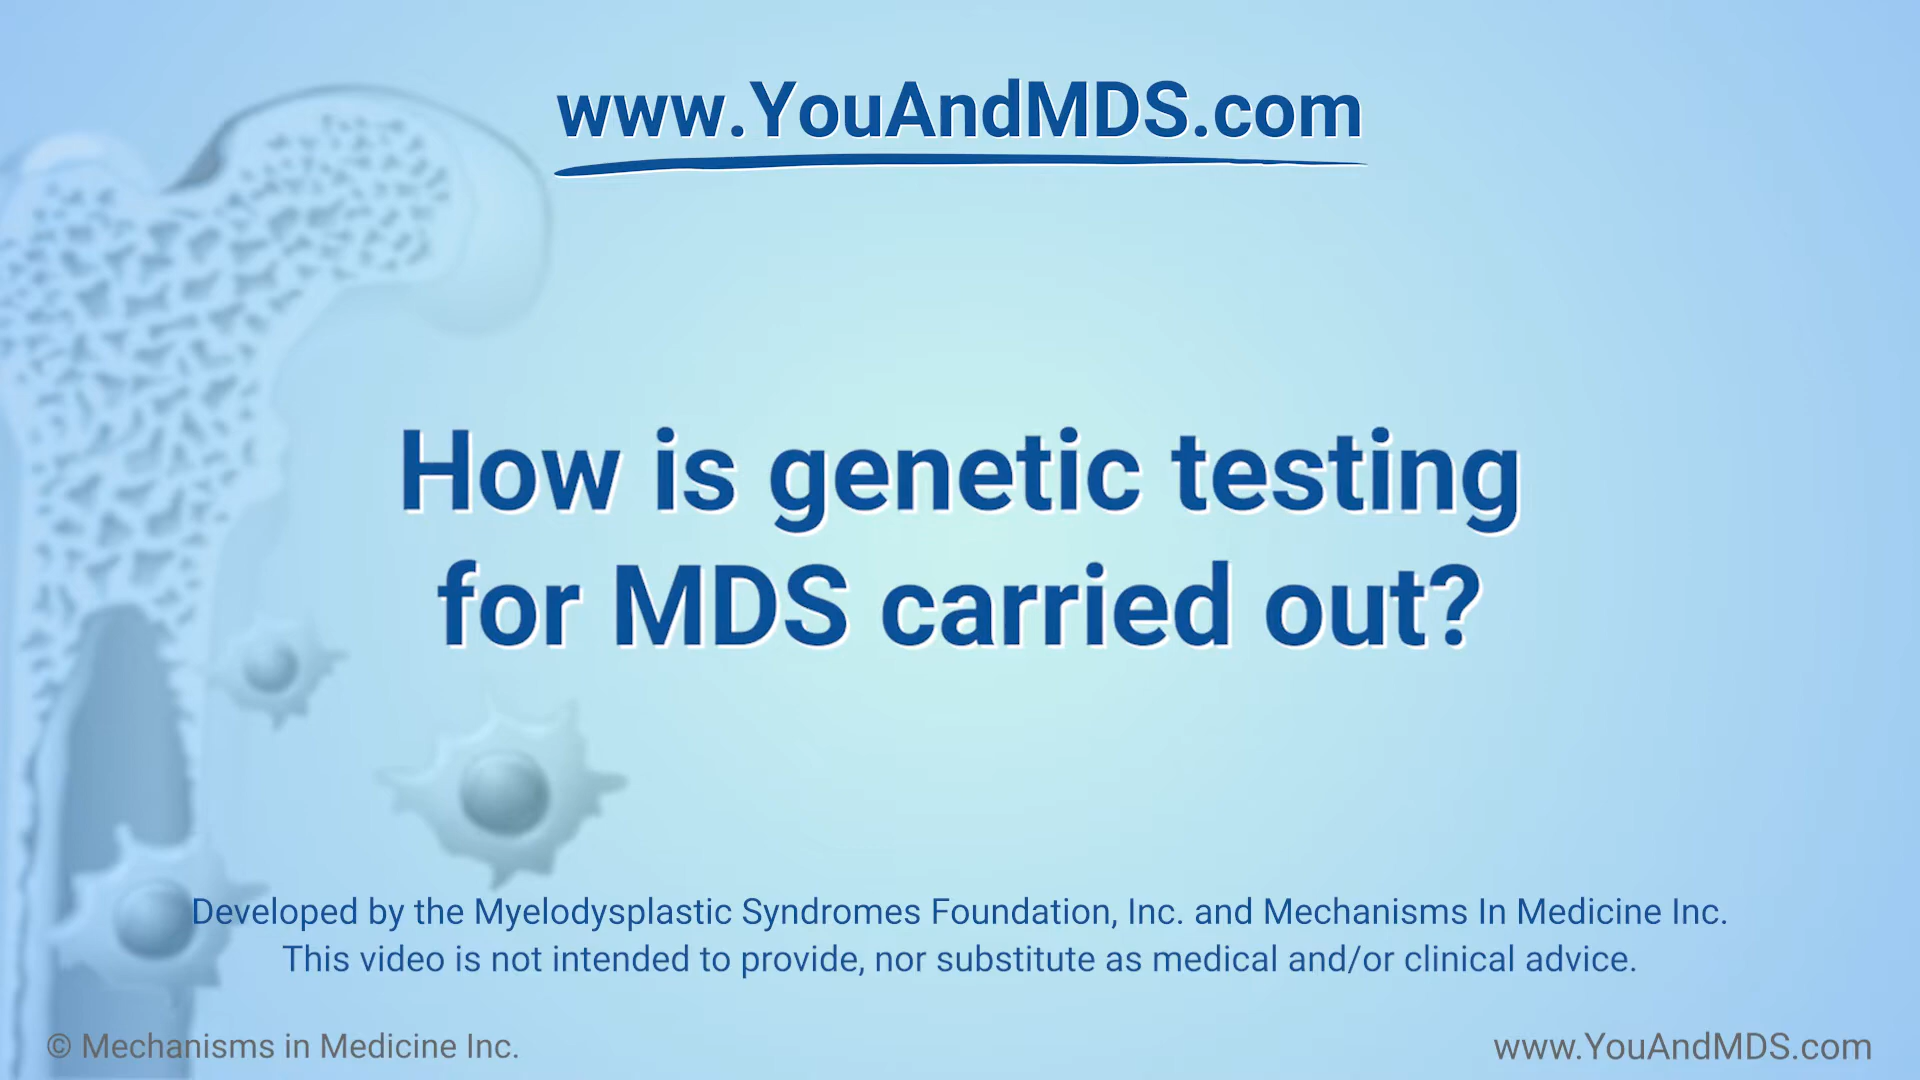 www.YouAndMDS.com
How is genetic testing
for MDS carried out?
Developed by the Myelodysplastic Syndromes Foundation, Inc. and Mechanisms In Medicine Inc.
This video is not intended to provide, nor substitute as medical and/or clinical advice.
© Mechanisms in Medicine Inc.
www.YouAndMDS.com